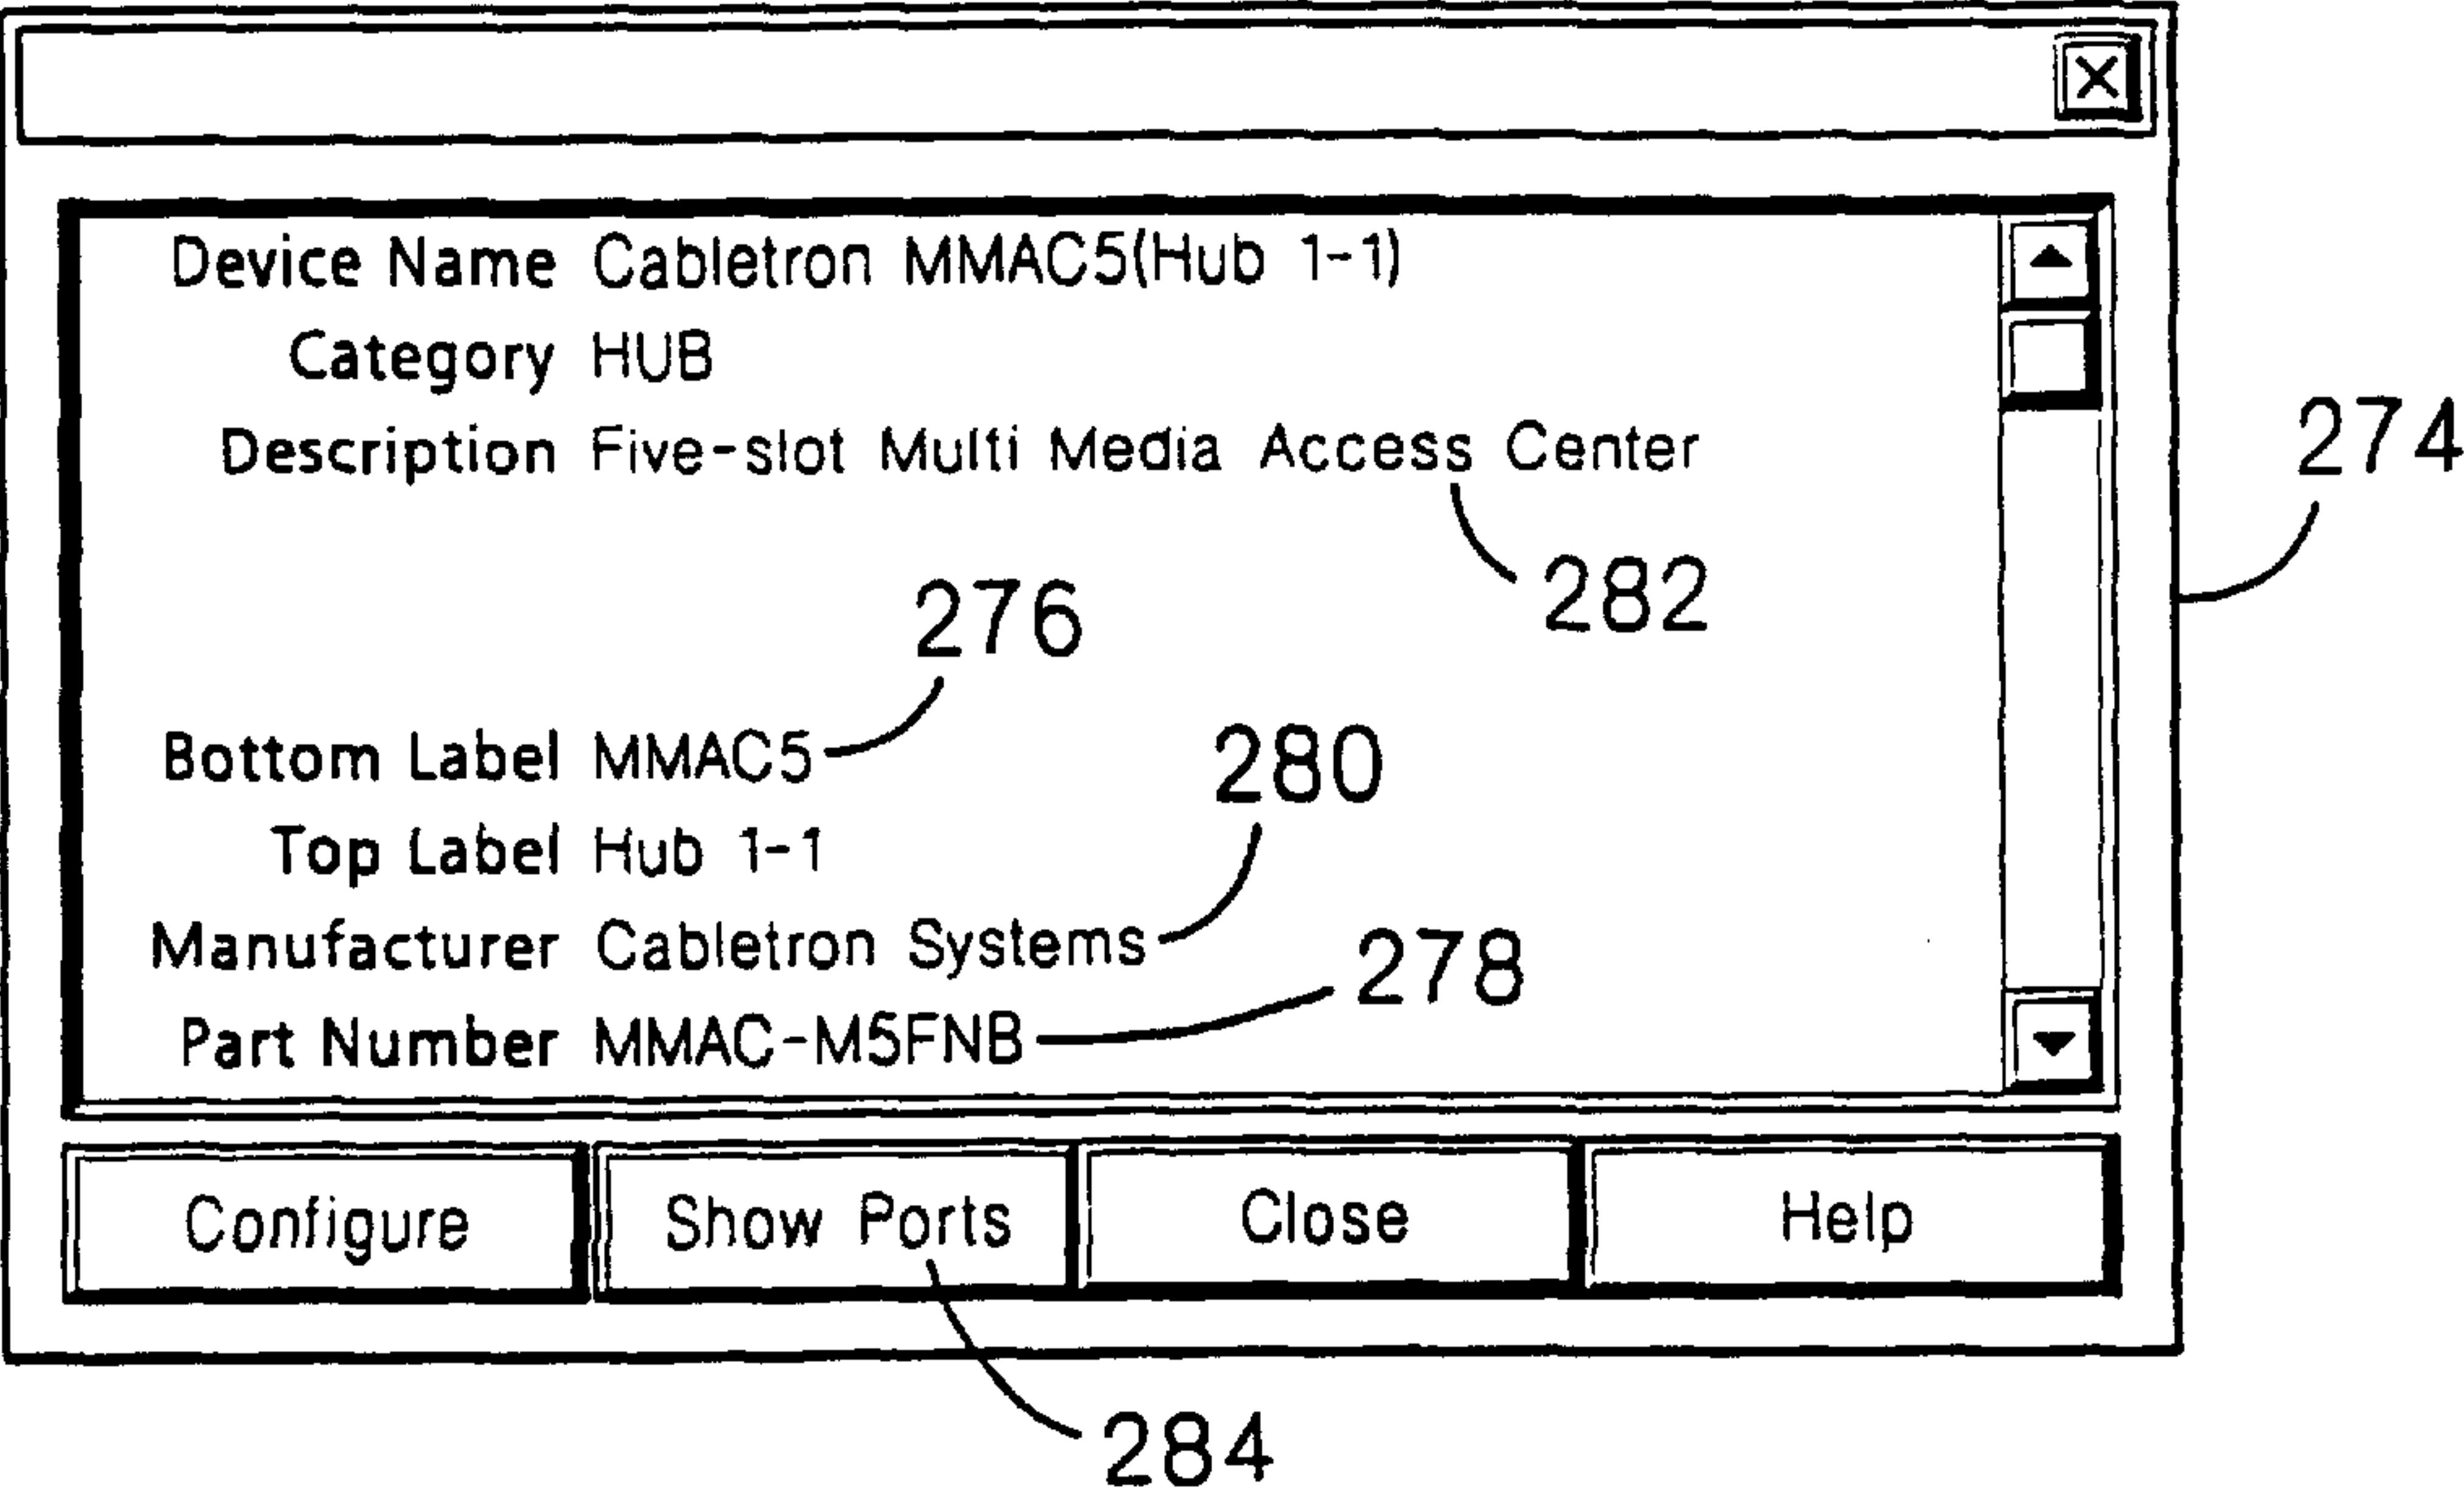 Device Name Cabletron MMAC5(Hub 1-1)
Category HUB
Description Five-slot Multi Media Access Center
274
282
276
Bottom Label MMAC5
280
Top Label Hub 1-1
Manufacturer Cabletron Systems
278
Part Number MMAC-M5FNB
Configure Show Ports Close Help
284